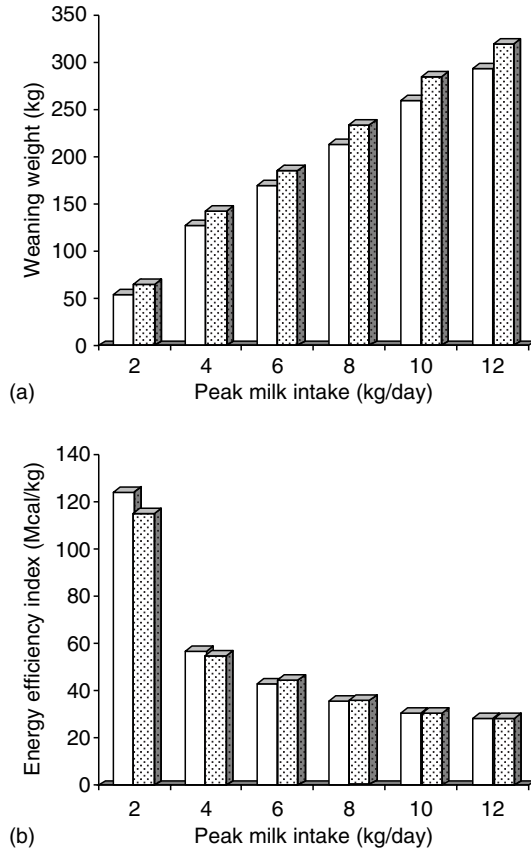 350
300
250
200
150
100
50
0
Weaning weight (kg)
2 4 6 8 10 12
Peak milk intake (kg/day)
(a)
140
120
100
80
60
40
20
0
Energy efficiency index (Mcal/kg)
2 4 6 8 10 12
Peak milk intake (kg/day)
(b)